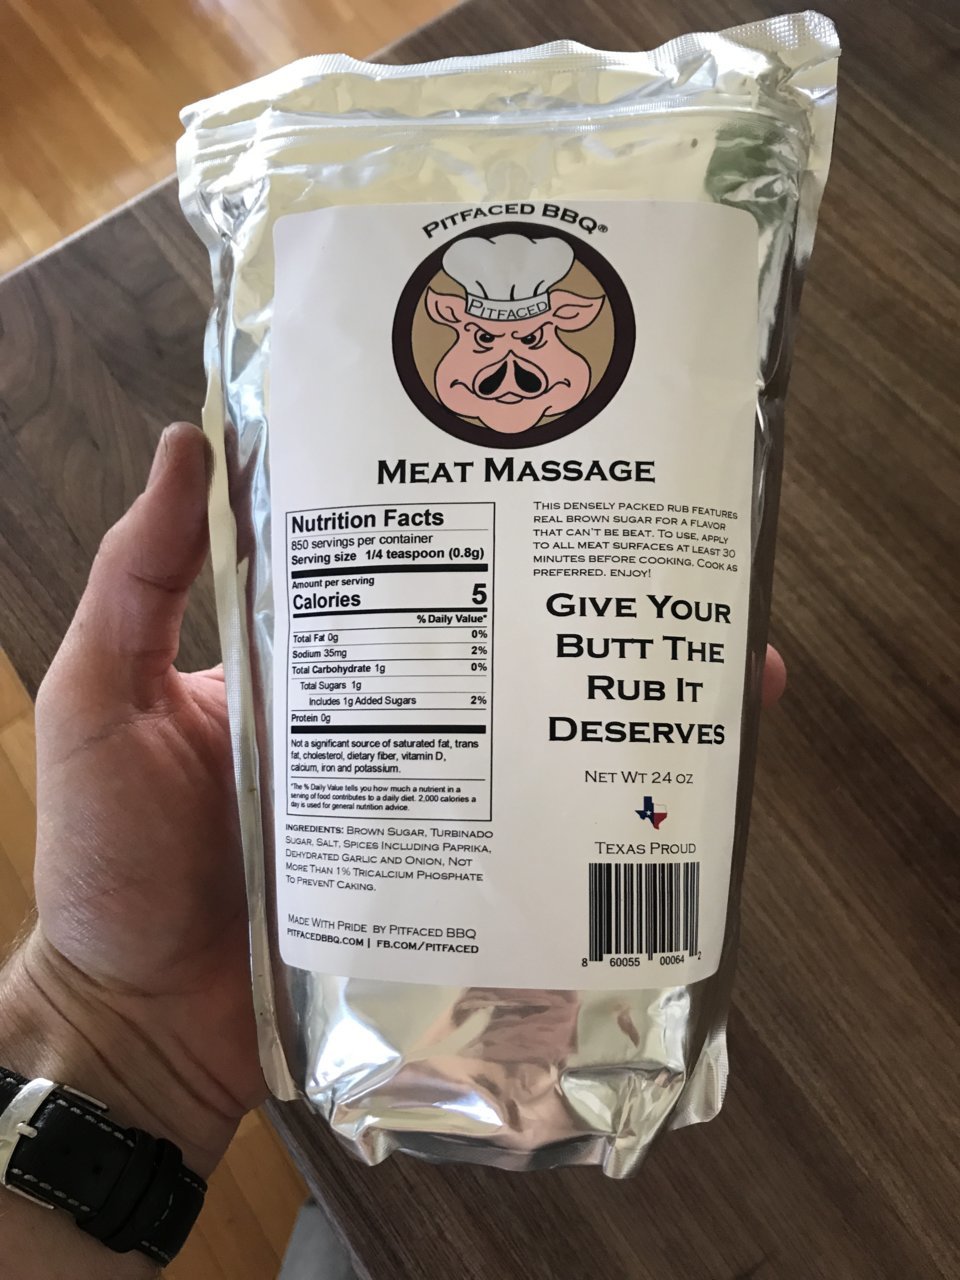 PITFACED BBQ®
PITFACED
MEAT MASSAGE
Nutrition Facts
850 servings per container
Serving size 1/4 teaspoon (0.8g)
Amount per serving
Calories 5
% Daily Value*
Total Fat 0g 0%
Sodium 35mg 2%
Total Carbohydrate 1g 0%
Total Sugars 1g
Includes 1g Added Sugars 2%
Protein 0g
Not a significant source of saturated fat, trans
fat, cholesterol, dietary fiber, vitamin D,
calcium, iron and potassium.
*The % Daily Value tells you how much a nutrient in a
serving of food contributes to a daily diet. 2,000 calories a
day is used for general nutrition advice.
INGREDIENTS: BROWN SUGAR, TURBINADO
SUGAR, SALT, SPICES INCLUDING PAPRIKA,
DEHYDRATED GARLIC AND ONION, NOT
MORE THAN 1% TRICALCIUM PHOSPHATE
TO PREVENT CAKING.
MADE WITH PRIDE BY PITFACED BBQ
PITFACEDBBQ.COM | FB.COM/PITFACED
THIS DENSELY PACKED RUB FEATURES
REAL BROWN SUGAR FOR A FLAVOR
THAT CAN'T BE BEAT. TO USE, APPLY
TO ALL MEAT SURFACES AT LEAST 30
MINUTES BEFORE COOKING. COOK AS
PREFERRED. ENJOY!
GIVE YOUR
BUTT THE
RUB IT
DESERVES
NET WT 24 OZ
TEXAS PROUD
8 60055 00064 2